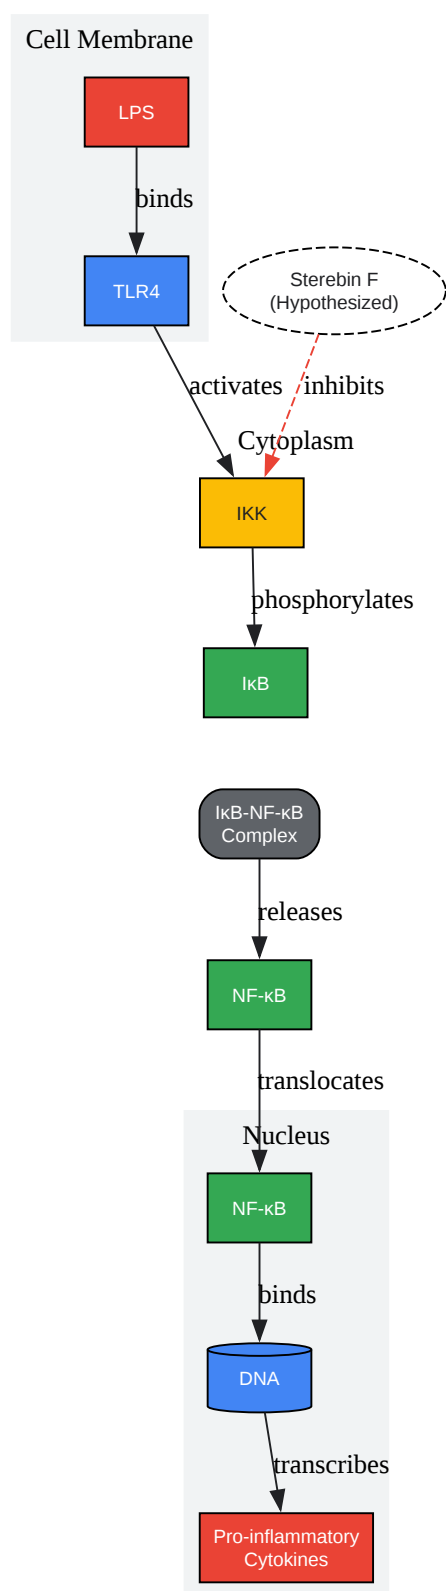 Cell Membrane
LPS
binds
TLR4
Sterebin F
(Hypothesized)
activates
inhibits
Cytoplasm
IKK
phosphorylates
IκB
IκB-NF-κB
Complex
releases
NF-κB
translocates
Nucleus
NF-κB
binds
DNA
transcribes
Pro-inflammatory
Cytokines